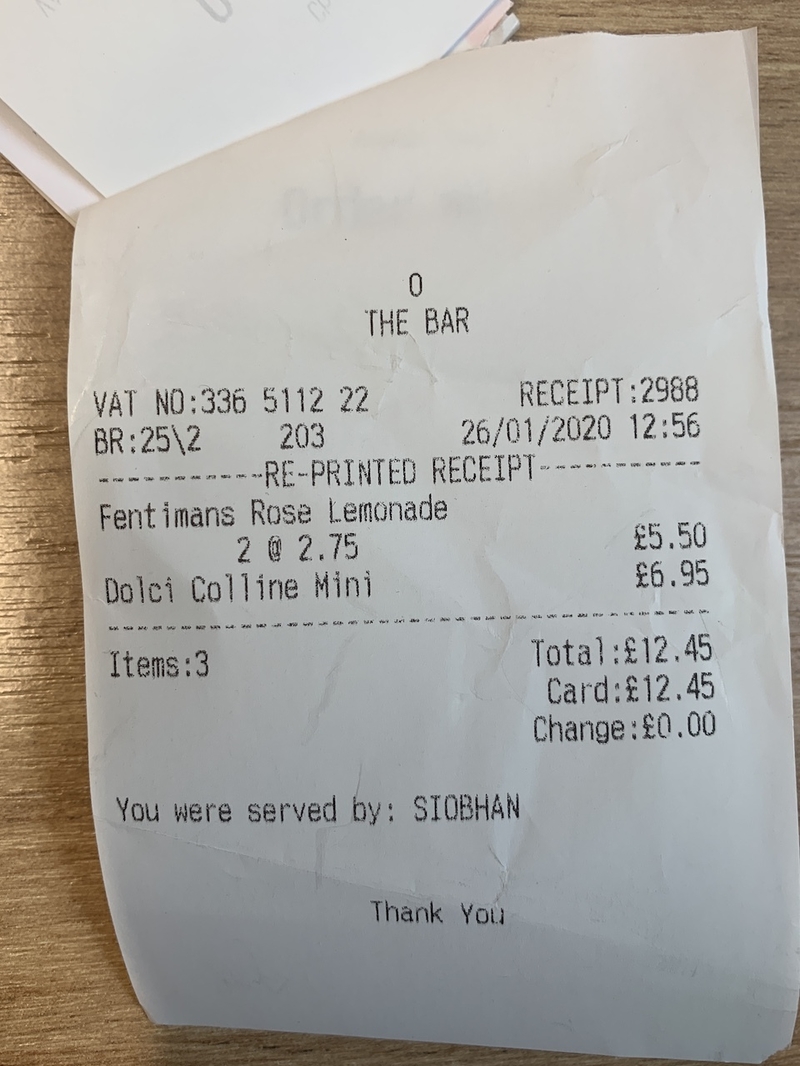 0
THE BAR
VAT NO:336 5112 22 RECEIPT:2988
BR:25\2 203 26/01/2020 12:56
----------RE-PRINTED RECEIPT----------
Fentimans Rose Lemonade
2 @ 2.75 £5.50
Dolci Colline Mini £6.95
Items:3 Total:£12.45
Card:£12.45
Change:£0.00
You were served by: SIOBHAN
Thank You